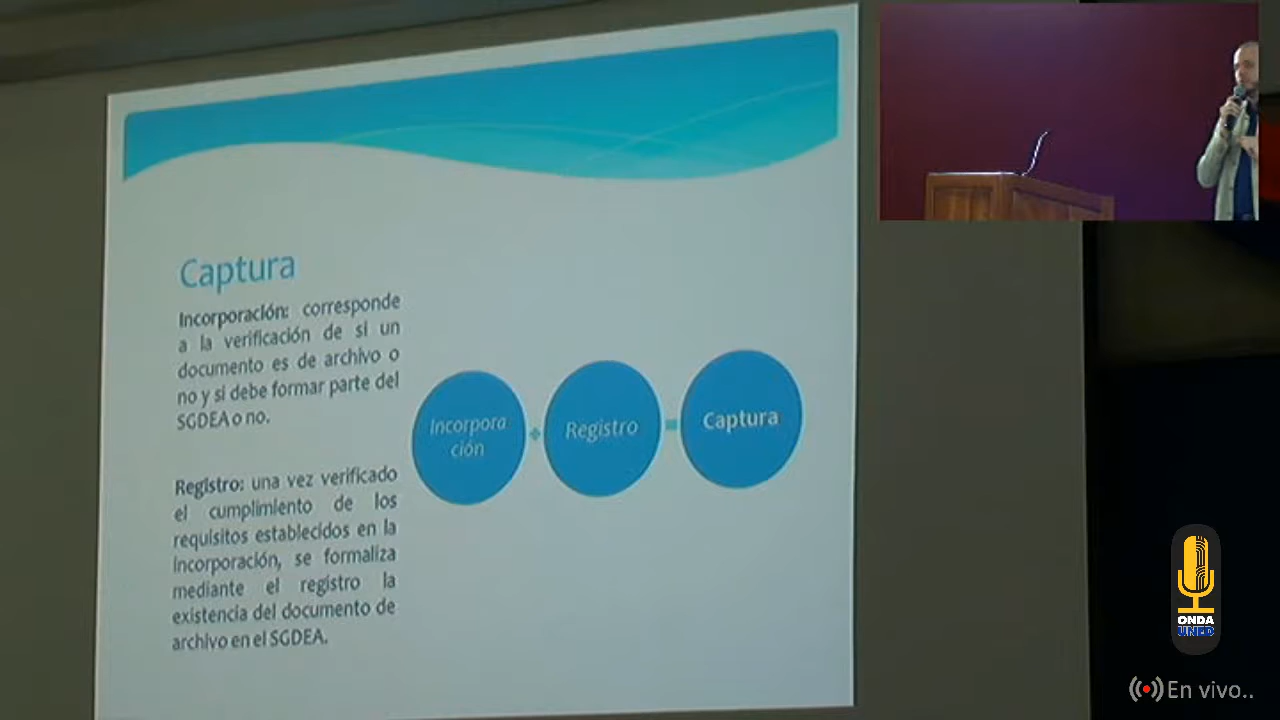 Captura
Incorporación: corresponde
a la verificación de si un
documento es de archivo o
no y si debe formar parte del
SGDEA o no.
Registro: una vez verificado
el cumplimiento de los
requisitos establecidos en la
incorporación, se formaliza
mediante el registro la
existencia del documento de
archivo en el SGDEA.
Incorpora
ción
+
Registro
=
Captura
ONDA
UNED
En vivo..